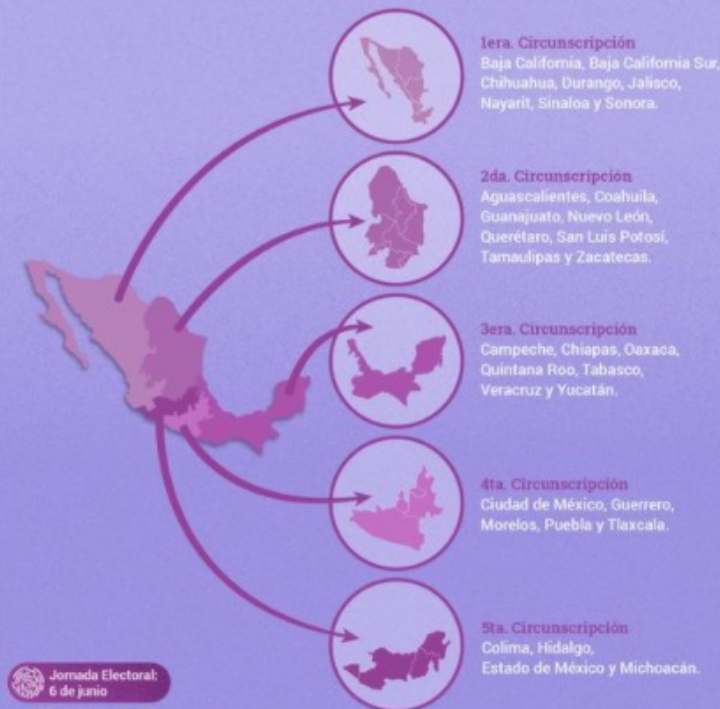 1era. Circunscripción
Baja California, Baja California Sur,
Chihuahua, Durango, Jalisco,
Nayarit, Sinaloa y Sonora.
2da. Circunscripción
Aguascalientes, Coahuila,
Guanajuato, Nuevo León,
Querétaro, San Luis Potosí,
Tamaulipas y Zacatecas.
3era. Circunscripción
Campeche, Chiapas, Oaxaca,
Quintana Roo, Tabasco,
Veracruz y Yucatán.
4ta. Circunscripción
Ciudad de México, Guerrero,
Morelos, Puebla y Tlaxcala.
5ta. Circunscripción
Colima, Hidalgo,
Estado de México y Michoacán.
Jornada Electoral:
6 de junio